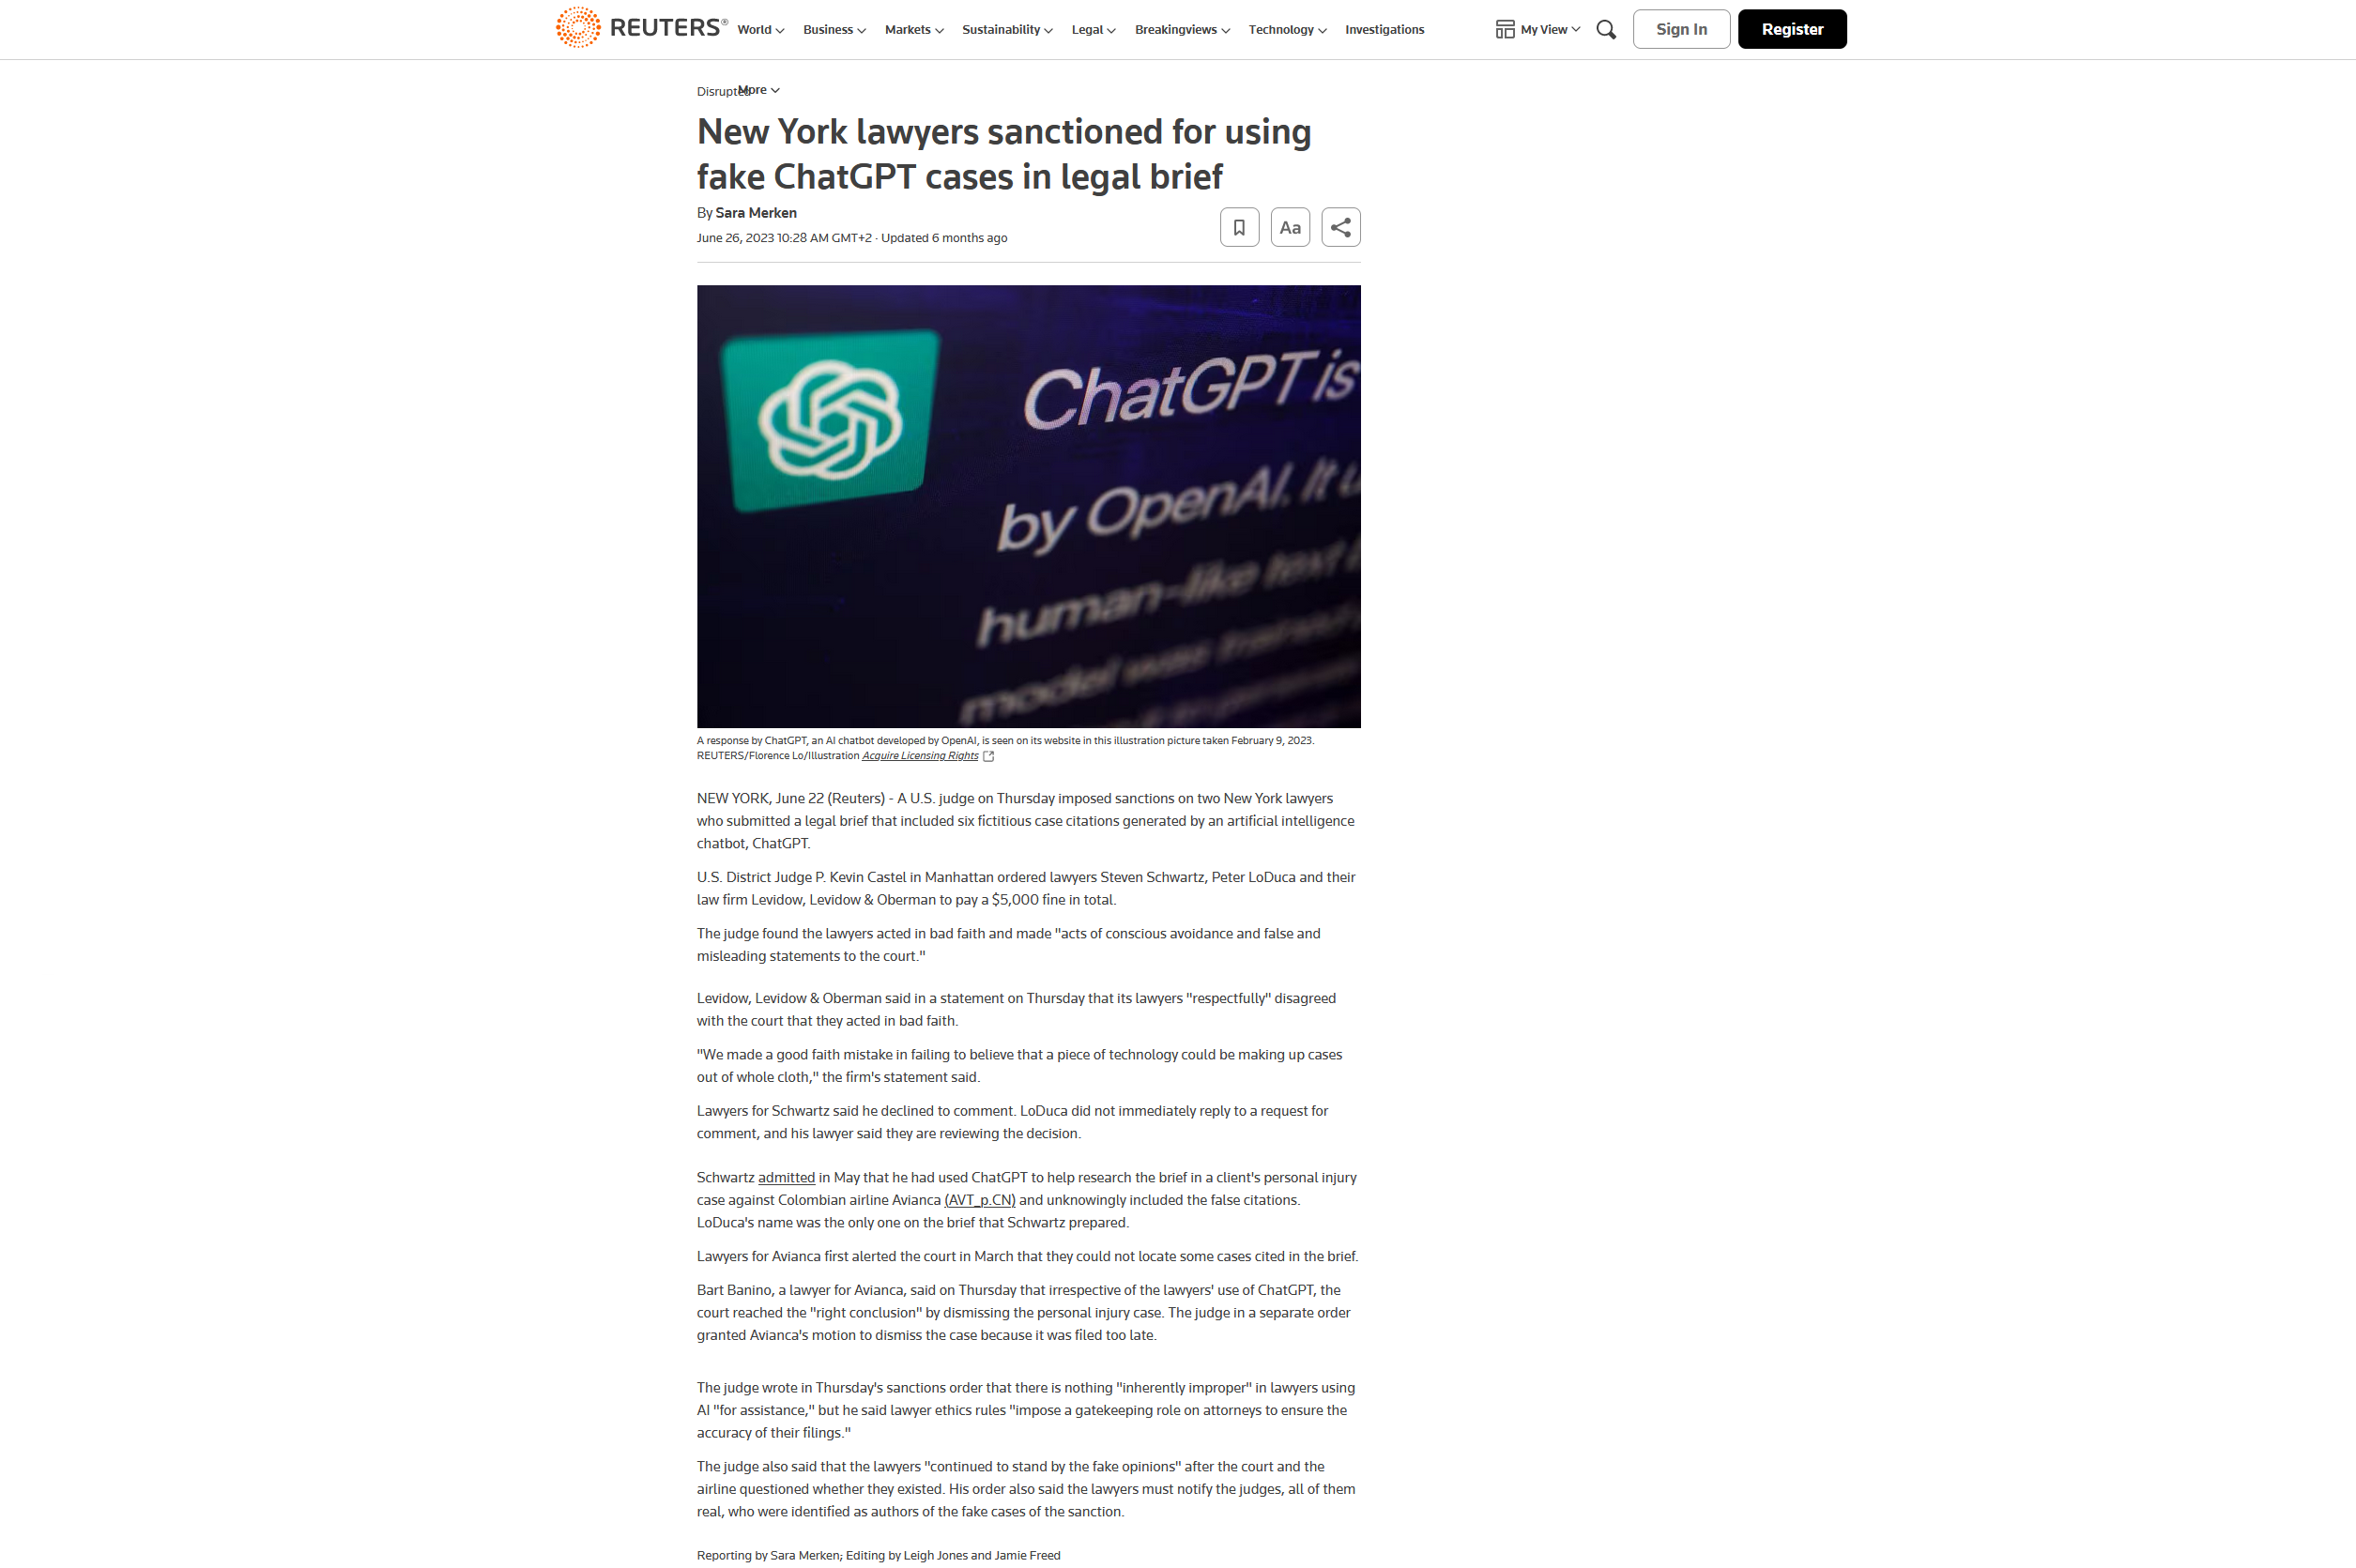 REUTERS®
World
Business
Markets
Sustainability
Legal
Breakingviews
Technology
Investigations
My View
Sign In
Register
Disrupted
More
New York lawyers sanctioned for using
fake ChatGPT cases in legal brief
By Sara Merken
June 26, 2023 10:28 AM GMT+2 · Updated 6 months ago
Aa
ChatGPT is
by OpenAI. It
human-like text
model was
A response by ChatGPT, an AI chatbot developed by OpenAI, is seen on its website in this illustration picture taken February 9, 2023.
REUTERS/Florence Lo/Illustration Acquire Licensing Rights
NEW YORK, June 22 (Reuters) - A U.S. judge on Thursday imposed sanctions on two New York lawyers
who submitted a legal brief that included six fictitious case citations generated by an artificial intelligence
chatbot, ChatGPT.
U.S. District Judge P. Kevin Castel in Manhattan ordered lawyers Steven Schwartz, Peter LoDuca and their
law firm Levidow, Levidow & Oberman to pay a $5,000 fine in total.
The judge found the lawyers acted in bad faith and made "acts of conscious avoidance and false and
misleading statements to the court."
Levidow, Levidow & Oberman said in a statement on Thursday that its lawyers "respectfully" disagreed
with the court that they acted in bad faith.
"We made a good faith mistake in failing to believe that a piece of technology could be making up cases
out of whole cloth," the firm's statement said.
Lawyers for Schwartz said he declined to comment. LoDuca did not immediately reply to a request for
comment, and his lawyer said they are reviewing the decision.
Schwartz admitted in May that he had used ChatGPT to help research the brief in a client's personal injury
case against Colombian airline Avianca (AVT_p.CN) and unknowingly included the false citations.
LoDuca's name was the only one on the brief that Schwartz prepared.
Lawyers for Avianca first alerted the court in March that they could not locate some cases cited in the brief.
Bart Banino, a lawyer for Avianca, said on Thursday that irrespective of the lawyers' use of ChatGPT, the
court reached the "right conclusion" by dismissing the personal injury case. The judge in a separate order
granted Avianca's motion to dismiss the case because it was filed too late.
The judge wrote in Thursday's sanctions order that there is nothing "inherently improper" in lawyers using
AI "for assistance," but he said lawyer ethics rules "impose a gatekeeping role on attorneys to ensure the
accuracy of their filings."
The judge also said that the lawyers "continued to stand by the fake opinions" after the court and the
airline questioned whether they existed. His order also said the lawyers must notify the judges, all of them
real, who were identified as authors of the fake cases of the sanction.
Reporting by Sara Merken; Editing by Leigh Jones and Jamie Freed